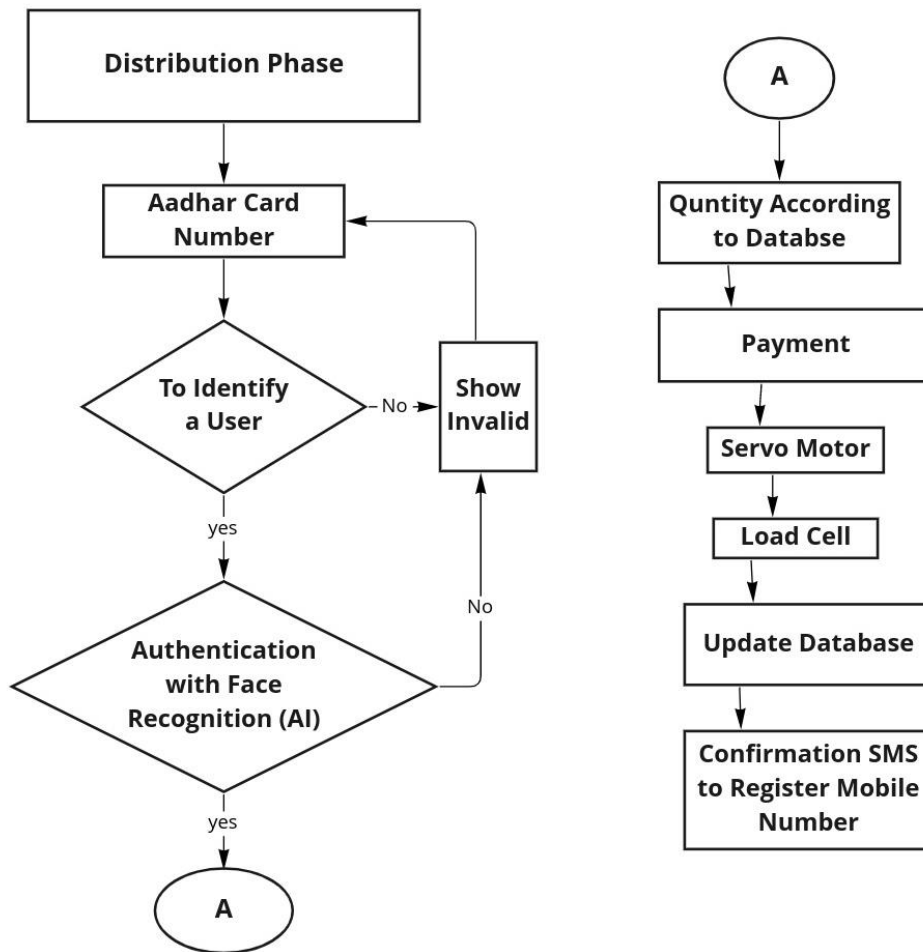 Distribution Phase
Aadhar Card
Number
To Identify
a User
No
Show
Invalid
yes
Authentication
with Face
Recognition (AI)
No
yes
A
A
Quntity According
to Databse
Payment
Servo Motor
Load Cell
Update Database
Confirmation SMS
to Register Mobile
Number